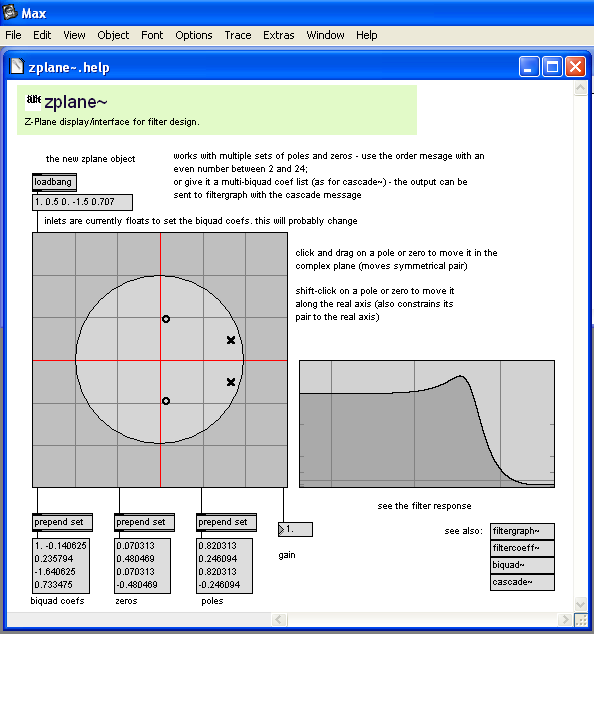 Max
File Edit View Object Font Options Trace Extras Window Help
zplane~.help
zplane~
Z-Plane display/interface for filter design.
the new zplane object
works with multiple sets of poles and zeros - use the order mesage with an
even number between 2 and 24;
or give it a multi-biquad coef list (as for cascade~) - the output can be
sent to filtergraph with the cascade message
loadbang
1. 0.5 0. -1.5 0.707
inlets are currently floats to set the biquad coefs. this will probably change
click and drag on a pole or zero to move it in the
complex plane (moves symmetrical pair)
shift-click on a pole or zero to move it
along the real axis (also constrains its
pair to the real axis)
see the filter response
prepend set
prepend set
prepend set
1.
gain
1. -0.140625
0.235794
-1.640625
0.733475
biquad coefs
0.070313
0.480469
0.070313
-0.480469
zeros
0.820313
0.246094
0.820313
-0.246094
poles
see also:
filtergraph~
filtercoeff~
biquad~
cascade~